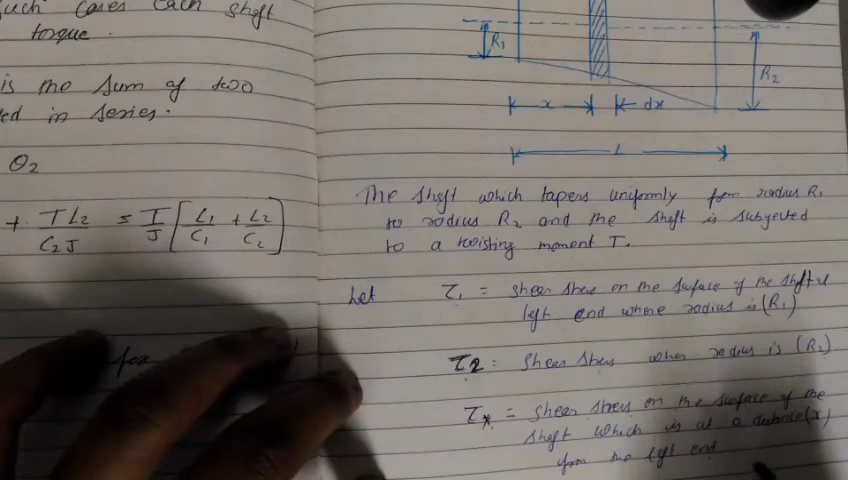 such cases each shaft
torque.
is the sum of two
ed in series.
θ2
+ TL2/C2J = T/J [L1/C1 + L2/C2]
for
R1
R2
x
dx
L
The shaft which tapers uniformly from radius R1
to radius R2 and the shaft is subjected
to a twisting moment T.
Let τ1 = shear stress on the surface of the shaft at
left end where radius is (R1)
τ2 = shear stress when radius is (R2)
τx = shear stress on the surface of the
shaft which is at a distance (x)
from the left end